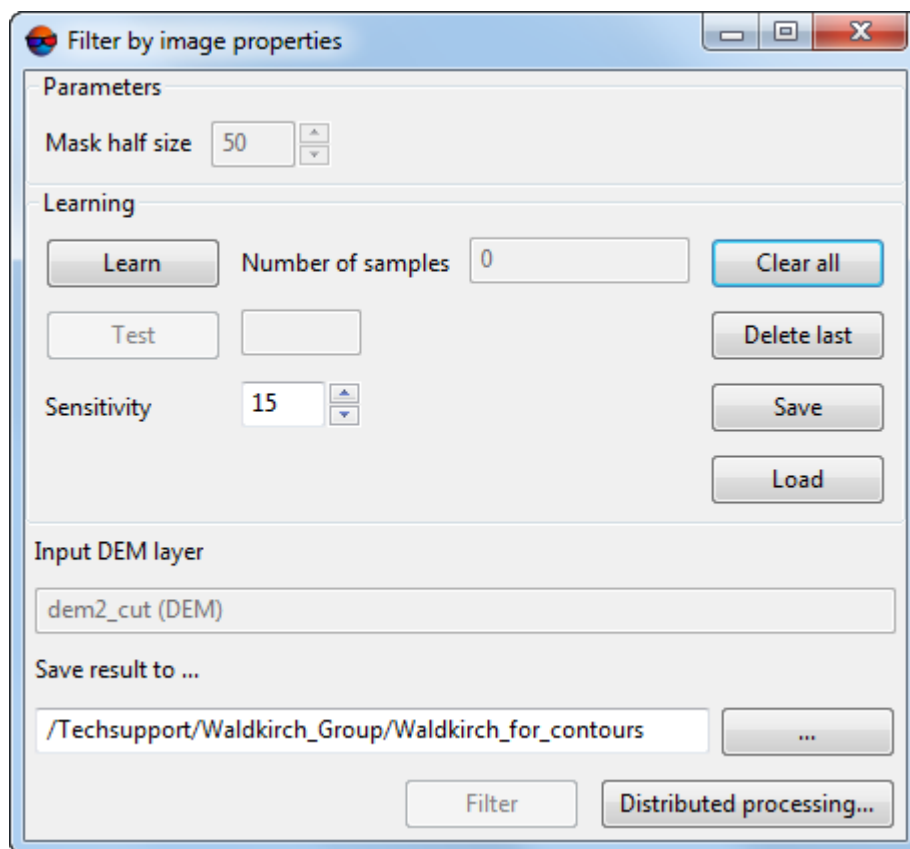 Filter by image properties
Parameters
Mask half size 50
Learning
Learn Number of samples 0 Clear all
Test Delete last
Sensitivity 15 Save
Load
Input DEM layer
dem2_cut (DEM)
Save result to ...
/Techsupport/Waldkirch_Group/Waldkirch_for_contours ...
Filter Distributed processing...